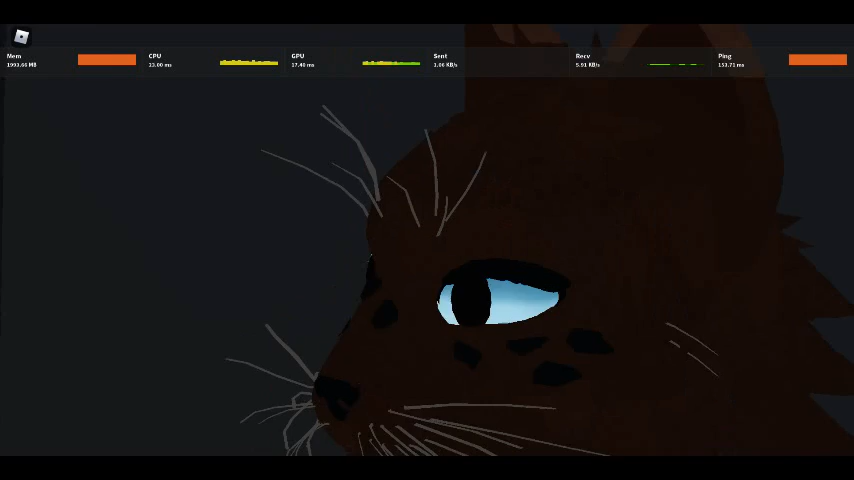 Mem CPU GPU Sent Recv Ping
1993.66 MB 23.00 ms 17.40 ms 1.06 KB/s 5.91 KB/s 153.71 ms